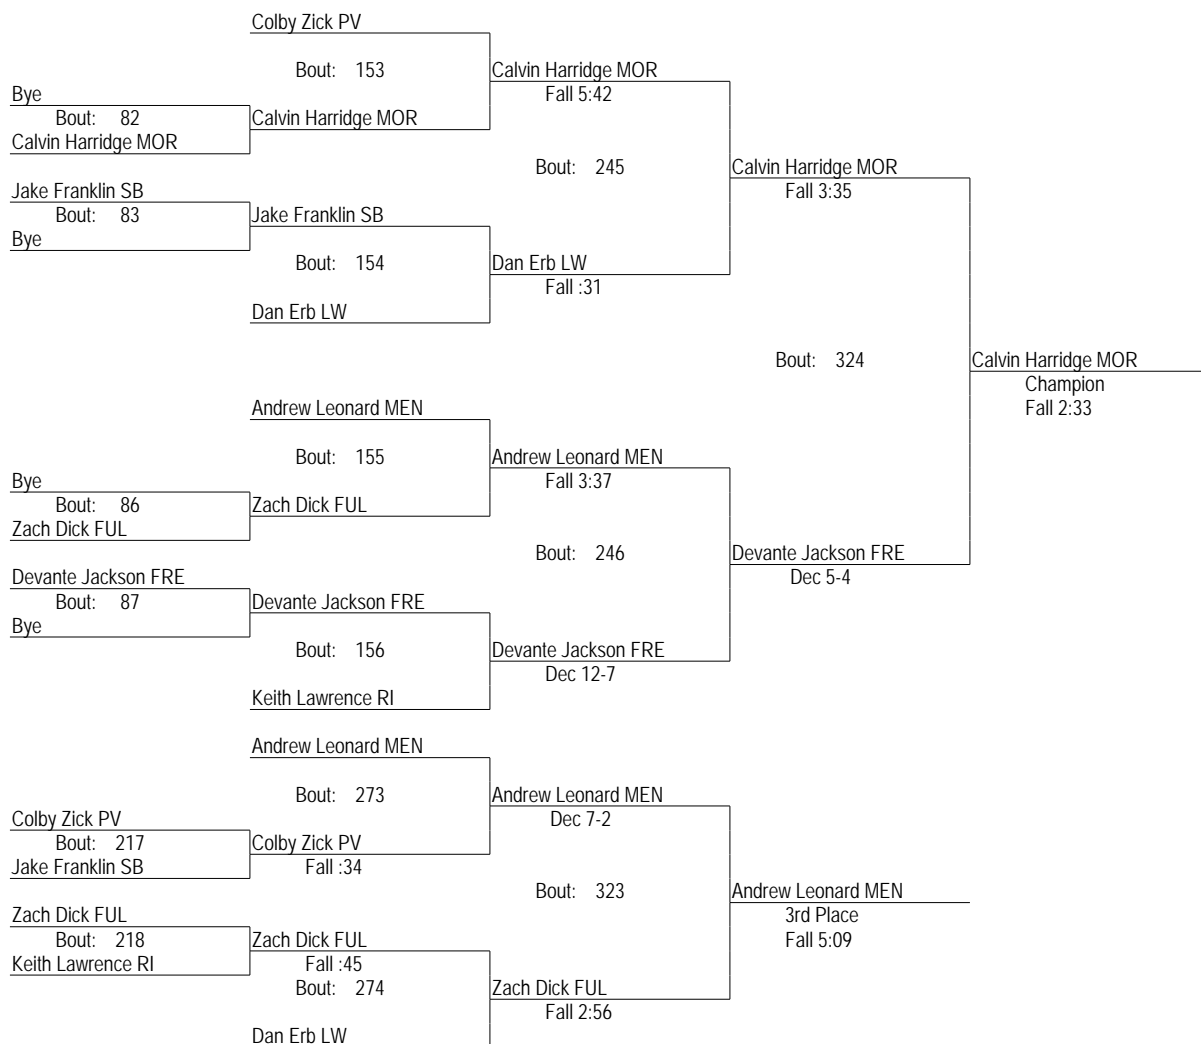 Colby Zick PV
Bout: 153
Calvin Harridge MOR
Fall 5:42
Bye
Bout: 82
Calvin Harridge MOR
Calvin Harridge MOR
Bout: 245
Calvin Harridge MOR
Fall 3:35
Jake Franklin SB
Bout: 83
Bye
Jake Franklin SB
Bout: 154
Dan Erb LW
Fall :31
Dan Erb LW
Bout: 324
Calvin Harridge MOR
Champion
Fall 2:33
Andrew Leonard MEN
Bout: 155
Andrew Leonard MEN
Fall 3:37
Bye
Bout: 86
Zach Dick FUL
Zach Dick FUL
Bout: 246
Devante Jackson FRE
Dec 5-4
Devante Jackson FRE
Bout: 87
Bye
Devante Jackson FRE
Bout: 156
Devante Jackson FRE
Dec 12-7
Keith Lawrence RI
Andrew Leonard MEN
Bout: 273
Andrew Leonard MEN
Dec 7-2
Colby Zick PV
Bout: 217
Jake Franklin SB
Colby Zick PV
Fall :34
Bout: 323
Andrew Leonard MEN
3rd Place
Fall 5:09
Zach Dick FUL
Bout: 218
Keith Lawrence RI
Zach Dick FUL
Fall :45
Bout: 274
Zach Dick FUL
Fall 2:56
Dan Erb LW